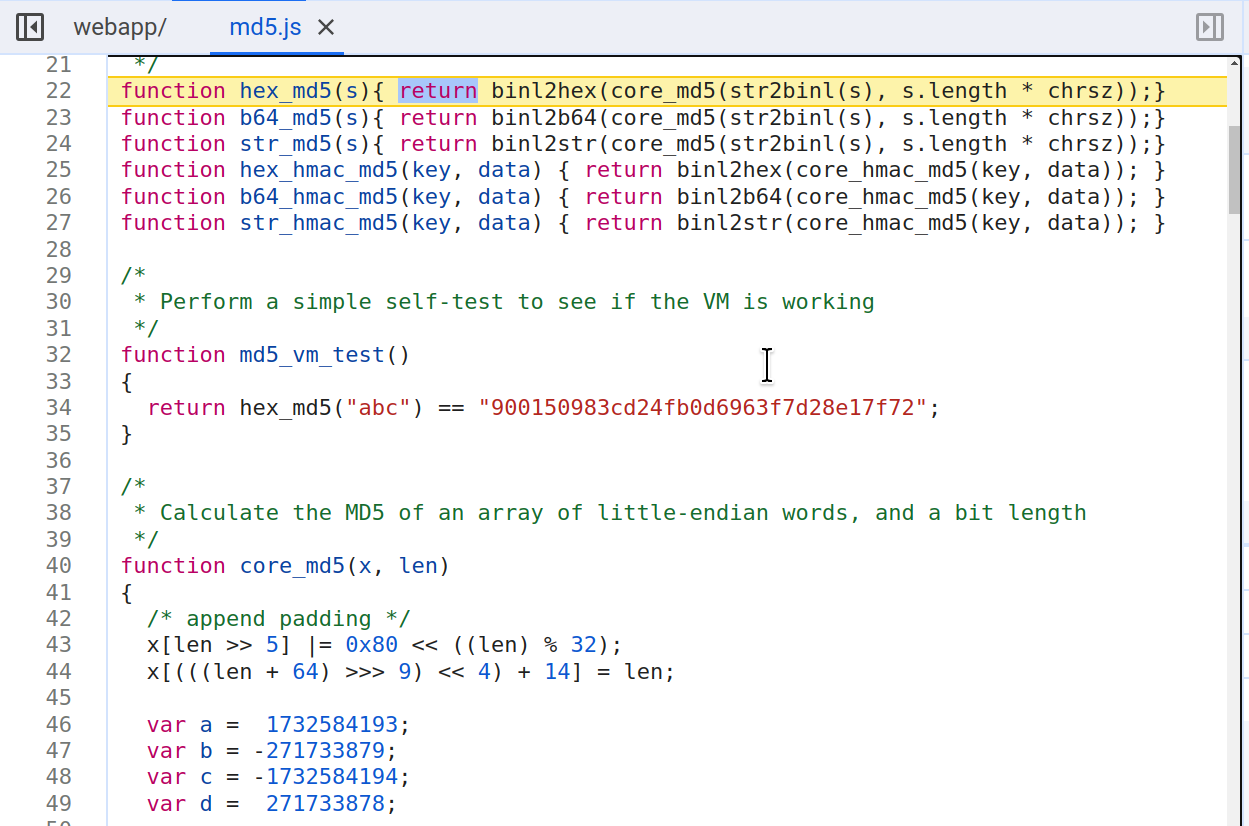 webapp/ md5.js
21  */
22 function hex_md5(s){ return binl2hex(core_md5(str2binl(s), s.length * chrsz));}
23 function b64_md5(s){ return binl2b64(core_md5(str2binl(s), s.length * chrsz));}
24 function str_md5(s){ return binl2str(core_md5(str2binl(s), s.length * chrsz));}
25 function hex_hmac_md5(key, data) { return binl2hex(core_hmac_md5(key, data)); }
26 function b64_hmac_md5(key, data) { return binl2b64(core_hmac_md5(key, data)); }
27 function str_hmac_md5(key, data) { return binl2str(core_hmac_md5(key, data)); }
28
29 /*
30  * Perform a simple self-test to see if the VM is working
31  */
32 function md5_vm_test()
33 {
34   return hex_md5("abc") == "900150983cd24fb0d6963f7d28e17f72";
35 }
36
37 /*
38  * Calculate the MD5 of an array of little-endian words, and a bit length
39  */
40 function core_md5(x, len)
41 {
42   /* append padding */
43   x[len >> 5] |= 0x80 << ((len) % 32);
44   x[(((len + 64) >>> 9) << 4) + 14] = len;
45
46   var a =  1732584193;
47   var b = -271733879;
48   var c = -1732584194;
49   var d =  271733878;